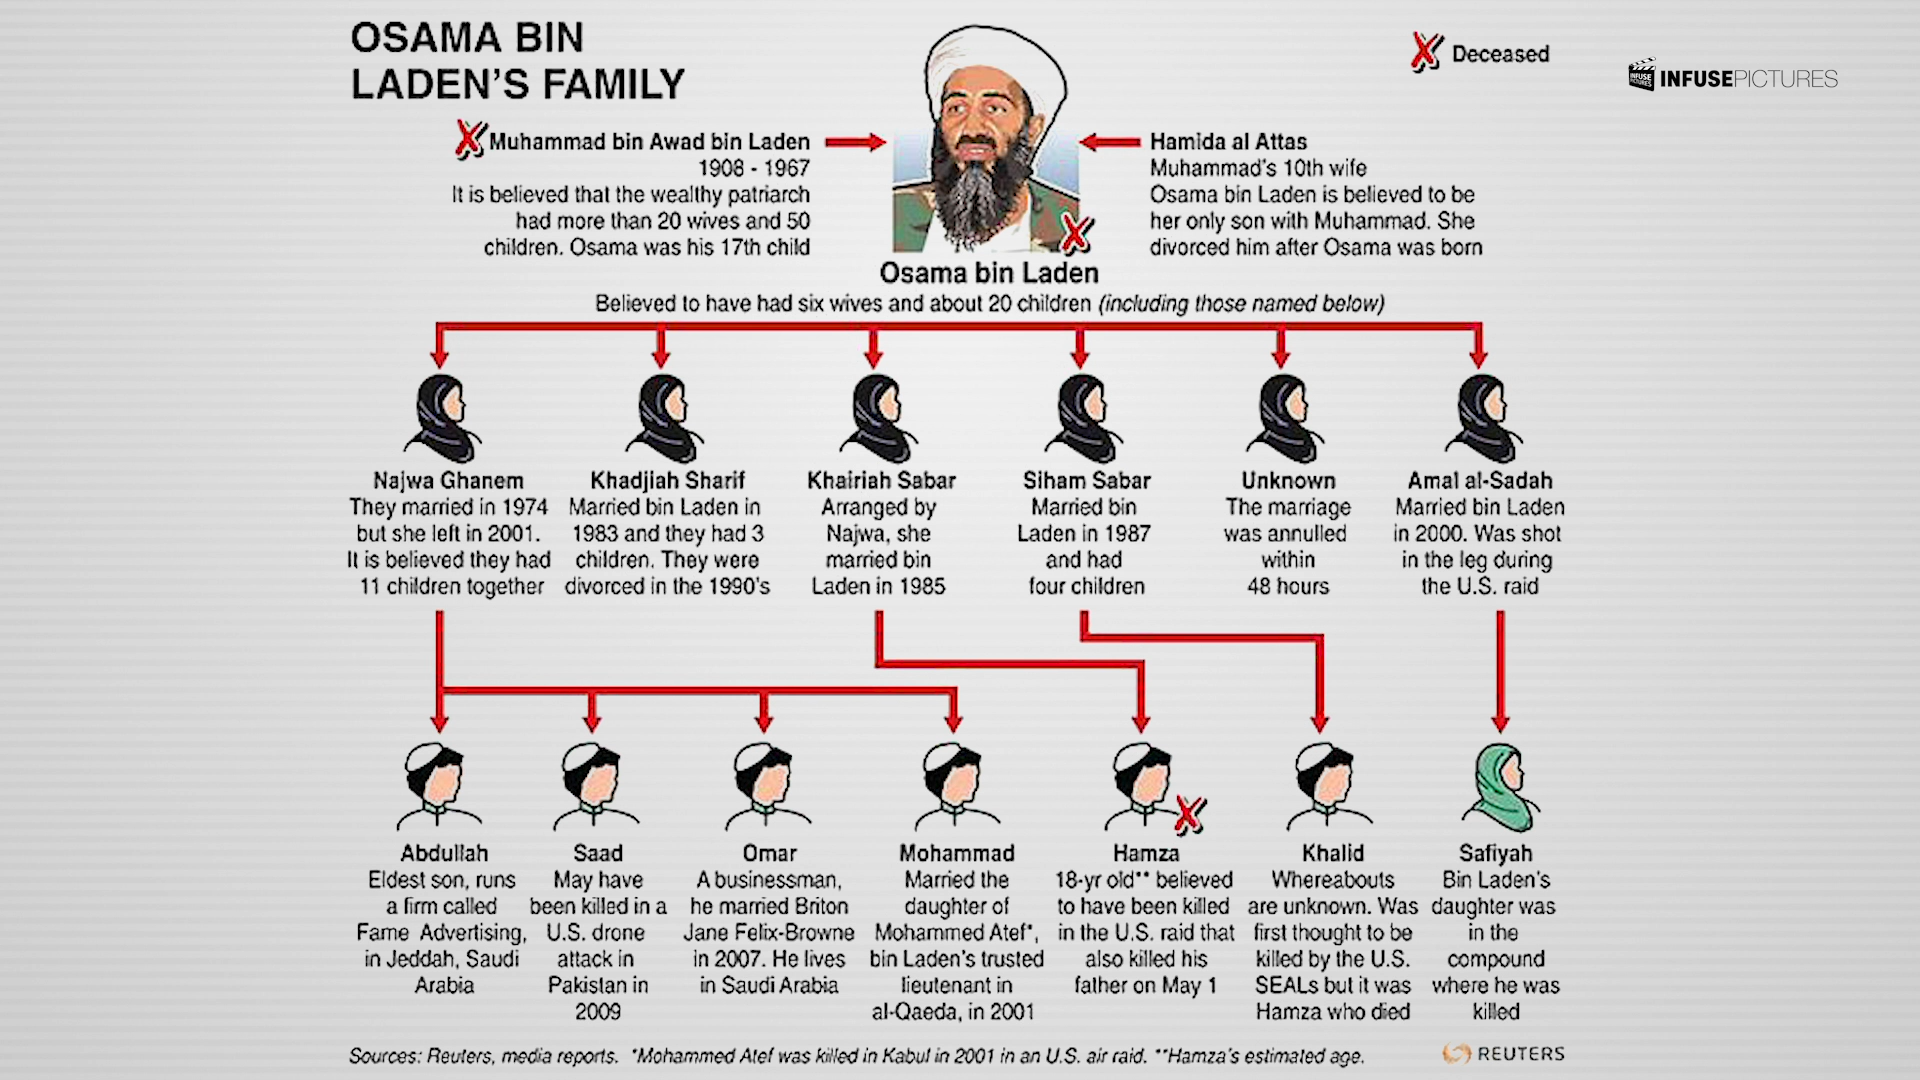 OSAMA BIN
LADEN'S FAMILY
Deceased
INFUSE PICTURES
INFUSEPICTURES
Muhammad bin Awad bin Laden
1908 - 1967
It is believed that the wealthy patriarch
had more than 20 wives and 50
children. Osama was his 17th child
Hamida al Attas
Muhammad's 10th wife
Osama bin Laden is believed to be
her only son with Muhammad. She
divorced him after Osama was born
Osama bin Laden
Believed to have had six wives and about 20 children (including those named below)
Najwa Ghanem
They married in 1974
but she left in 2001.
It is believed they had
11 children together
Khadjiah Sharif
Married bin Laden in
1983 and they had 3
children. They were
divorced in the 1990's
Khairiah Sabar
Arranged by
Najwa, she
married bin
Laden in 1985
Siham Sabar
Married bin
Laden in 1987
and had
four children
Unknown
The marriage
was annulled
within
48 hours
Amal al-Sadah
Married bin Laden
in 2000. Was shot
in the leg during
the U.S. raid
Abdullah
Eldest son, runs
a firm called
Fame Advertising,
in Jeddah, Saudi
Arabia
Saad
May have
been killed in a
U.S. drone
attack in
Pakistan in
2009
Omar
A businessman,
he married Briton
Jane Felix-Browne
in 2007. He lives
in Saudi Arabia
Mohammad
Married the
daughter of
Mohammed Atef*,
bin Laden's trusted
lieutenant in
al-Qaeda, in 2001
Hamza
18-yr old** believed
to have been killed
in the U.S. raid that
also killed his
father on May 1
Khalid
Whereabouts
are unknown. Was
first thought to be
killed by the U.S.
SEALs but it was
Hamza who died
Safiyah
Bin Laden's
daughter was
in the
compound
where he was
killed
Sources: Reuters, media reports. *Mohammed Atef was killed in Kabul in 2001 in an U.S. air raid. **Hamza's estimated age.
REUTERS